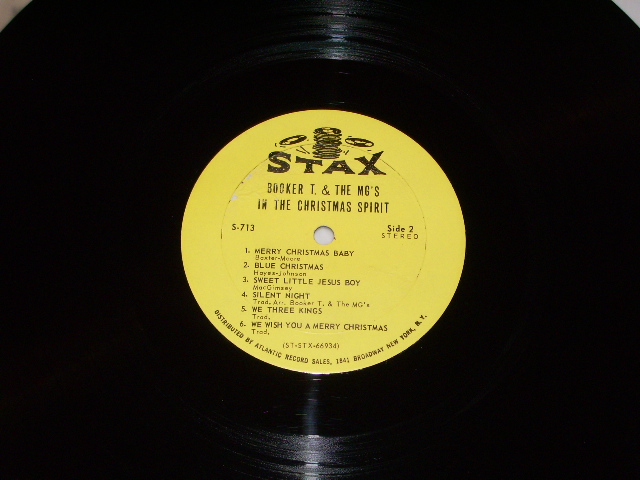 STAX
BOOKER T. & THE MG'S
IN THE CHRISTMAS SPIRIT
S-713
Side 2
STEREO
1. MERRY CHRISTMAS BABY
Baxter-Moore
2. BLUE CHRISTMAS
Hayes-Johnson
3. SWEET LITTLE JESUS BOY
MacGimsey
4. SILENT NIGHT
Trad. Arr. Booker T. & The MG's
5. WE THREE KINGS
Trad.
6. WE WISH YOU A MERRY CHRISTMAS
Trad.
(ST-STX-66934)
DISTRIBUTED BY ATLANTIC RECORD SALES, 1841 BROADWAY NEW YORK, N.Y.